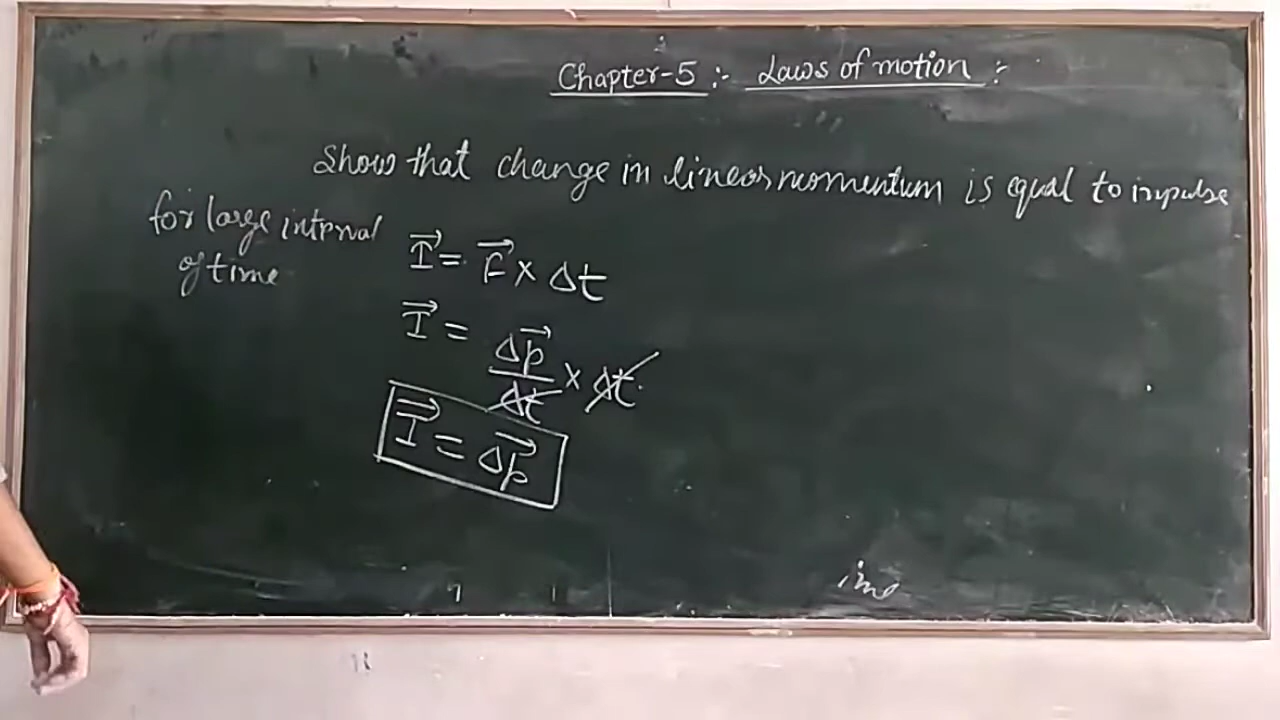 Chapter-5 :- Laws of motion :-
Show that change in linear momentum is equal to impulse
for large interval
of time
I⃗ = F⃗ × Δt
I⃗ = Δp⃗/Δt × Δt
I⃗ = Δp⃗